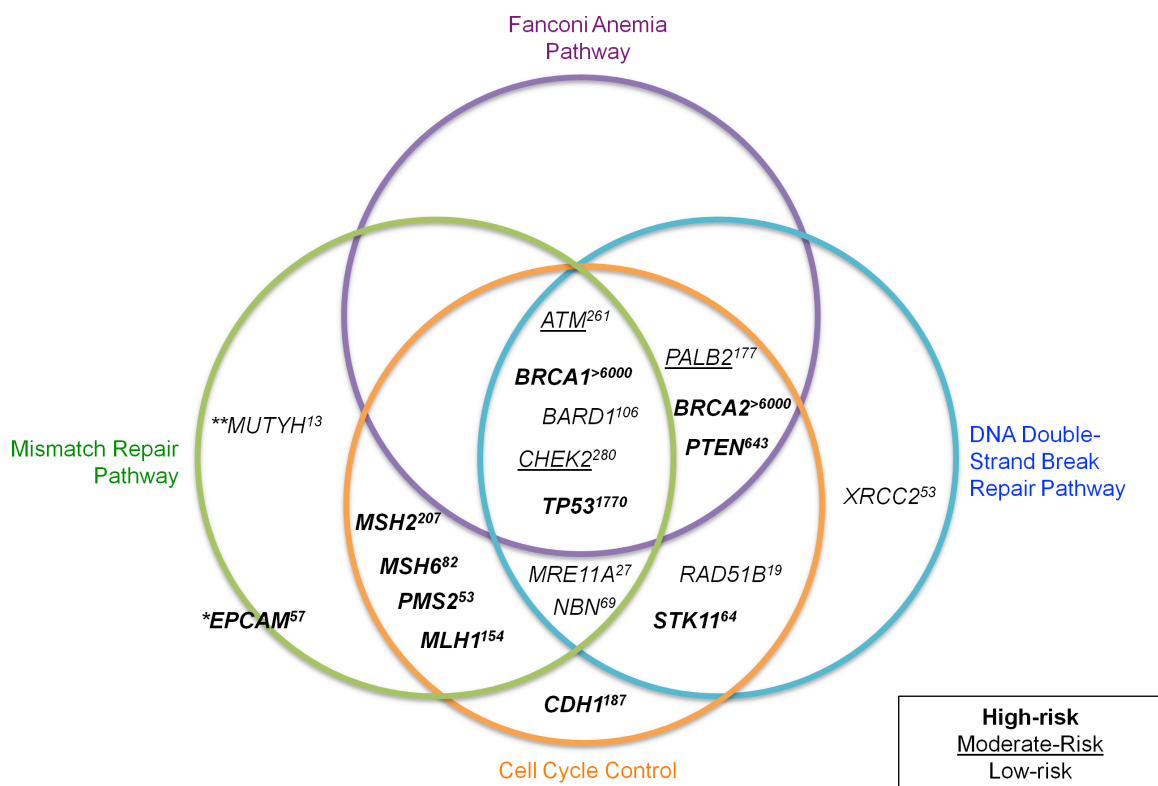 Fanconi Anemia
Pathway
ATM261
PALB2177
BRCA1>6000
BRCA2>6000
BARD1106
**MUTYH13
PTEN643
Mismatch Repair
Pathway
CHEK2280
DNA Double-
Strand Break
Repair Pathway
XRCC253
TP531770
MSH2207
MSH682
MRE11A27
RAD51B19
PMS253
NBN69
*EPCAM57
STK1164
MLH1154
CDH1187
Cell Cycle Control
High-risk
Moderate-Risk
Low-risk